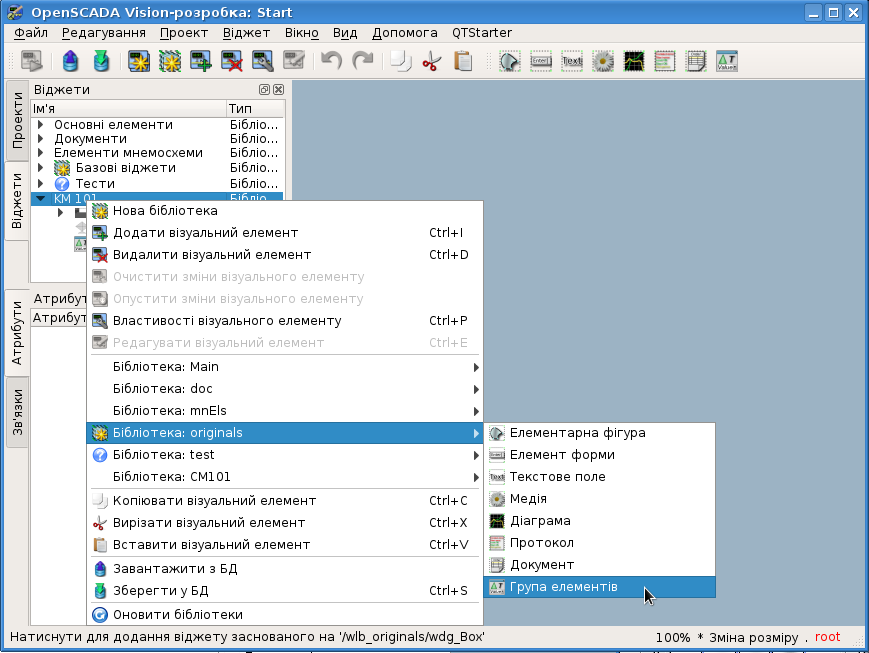 OpenSCADA Vision-розробка: Start
Файл Редагування Проект Віджет Вікно Вид Допомога QTStarter
Проекти
Віджети
Атрибути
Зв'язки
Віджети
Ім'я Тип
Основні елементи Бібліо...
Документи Бібліо...
Елементи мнемосхеми Бібліо...
Базові віджети Бібліо...
Тести Бібліо...
КМ 101 Бібліо...
Нова бібліотека
Додати візуальний елемент Ctrl+I
Видалити візуальний елемент Ctrl+D
Очистити зміни візуального елементу
Опустити зміни візуального елементу
Властивості візуального елементу Ctrl+P
Редагувати візуальний елемент Ctrl+E
Бібліотека: Main
Бібліотека: doc
Бібліотека: mnEls
Бібліотека: originals
Бібліотека: test
Бібліотека: CM101
Копіювати візуальний елемент Ctrl+C
Вирізати візуальний елемент Ctrl+X
Вставити візуальний елемент Ctrl+V
Завантажити з БД
Зберегти у БД Ctrl+S
Оновити бібліотеки
Елементарна фігура
Елемент форми
Текстове поле
Медія
Діаграма
Протокол
Документ
Група елементів
Натиснути для додання віджету заснованого на '/wlb_originals/wdg_Box' 100% * Зміна розміру . root